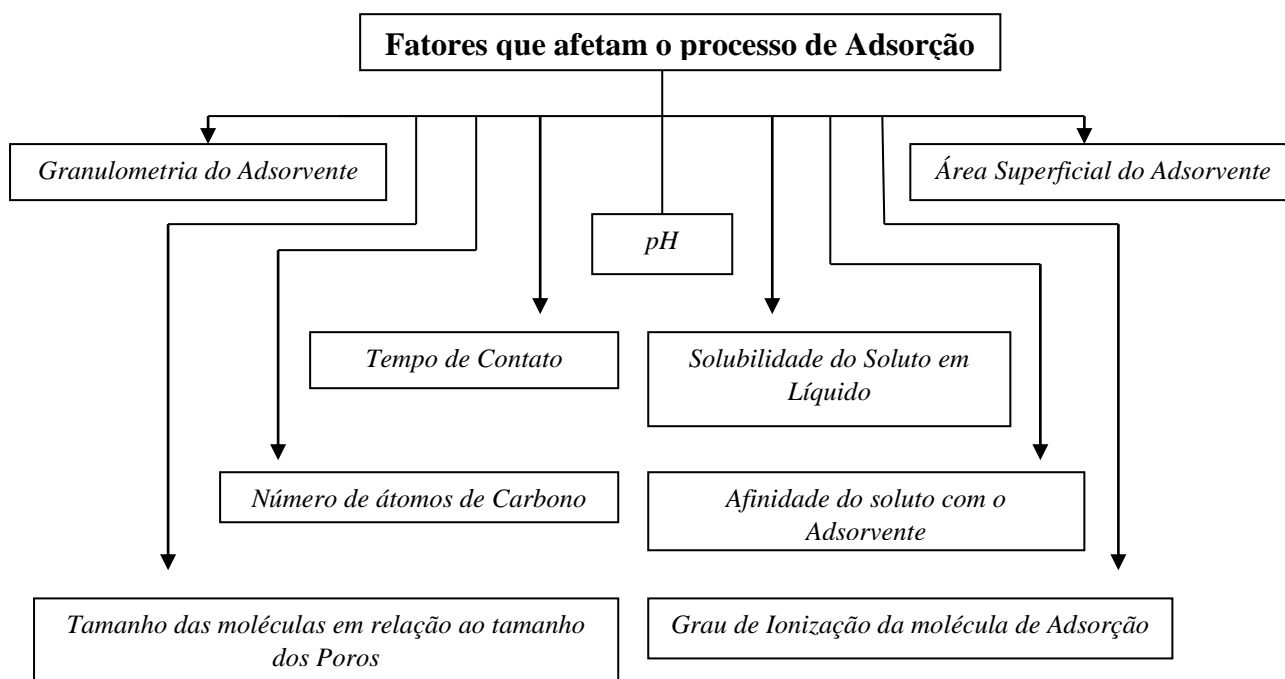 Fatores que afetam o processo de Adsorção
Granulometria do Adsorvente
Área Superficial do Adsorvente
pH
Tempo de Contato
Solubilidade do Soluto em
Líquido
Número de átomos de Carbono
Afinidade do soluto com o
Adsorvente
Tamanho das moléculas em relação ao tamanho
dos Poros
Grau de Ionização da molécula de Adsorção